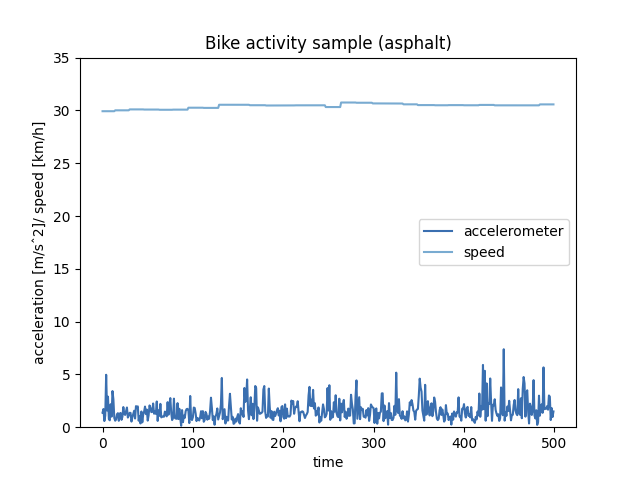 Bike activity sample (asphalt)
acceleration [m/s^2]/ speed [km/h]
35
30
25
20
15
10
5
0
accelerometer
speed
0 100 200 300 400 500
time